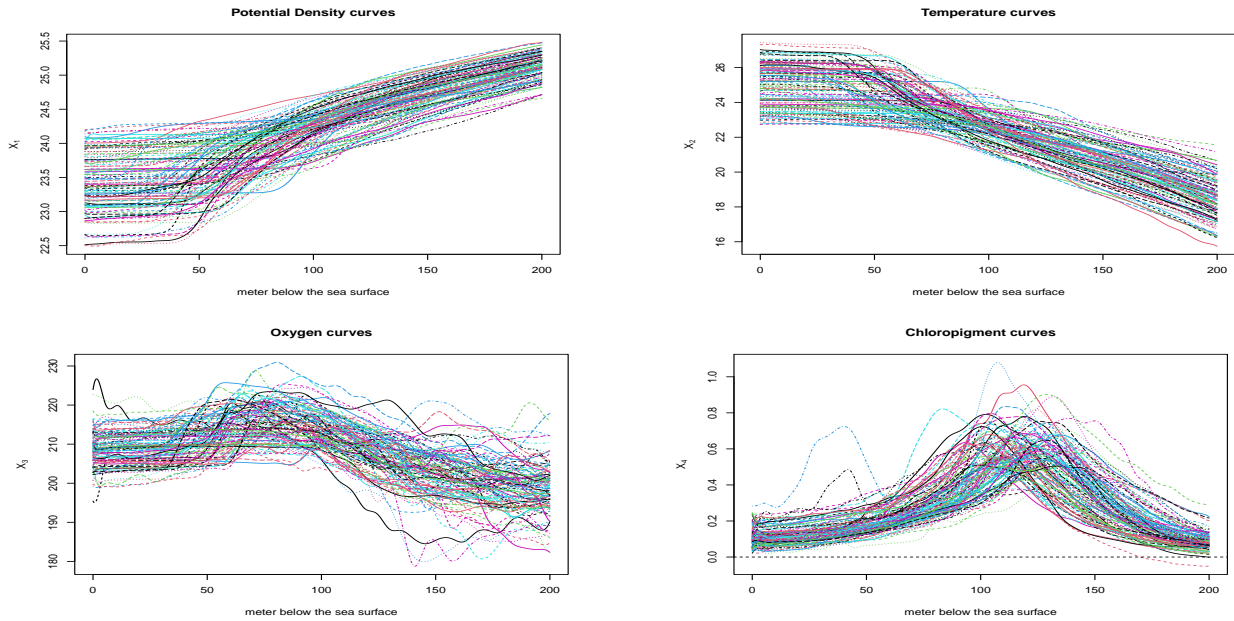 Potential Density curves
X1
25.5
25.0
24.5
24.0
23.5
23.0
22.5
0 50 100 150 200
meter below the sea surface
Temperature curves
X2
26
24
22
20
18
16
0 50 100 150 200
meter below the sea surface
Oxygen curves
X3
230
220
210
200
190
180
0 50 100 150 200
meter below the sea surface
Chloropigment curves
X4
1.0
0.8
0.6
0.4
0.2
0.0
0 50 100 150 200
meter below the sea surface